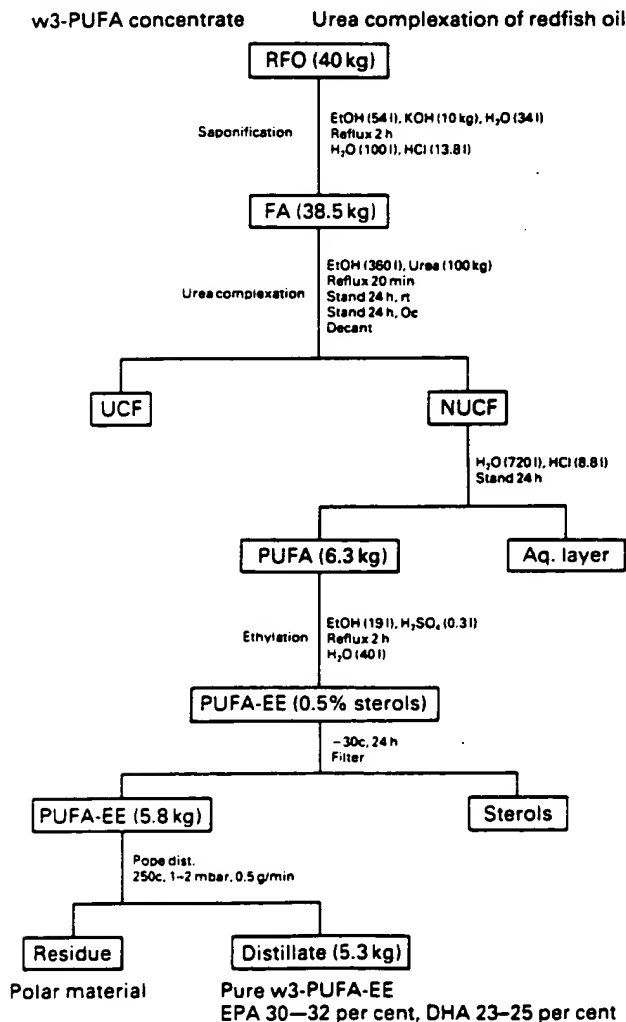 w3-PUFA concentrate
Urea complexation of redfish oil
RFO (40 kg)
Saponification
EtOH (54 l), KOH (10 kg), H₂O (34 l)
Reflux 2 h
H₂O (100 l), HCl (13.8 l)
FA (38.5 kg)
Urea complexation
EtOH (360 l), Urea (100 kg)
Reflux 20 min
Stand 24 h, rt
Stand 24 h, Oc
Decant
UCF
NUCF
H₂O (720 l), HCl (8.8 l)
Stand 24 h
PUFA (6.3 kg)
Aq. layer
Ethylation
EtOH (19 l), H₂SO₄ (0.3 l)
Reflux 2 h
H₂O (40 l)
PUFA-EE (0.5% sterols)
−30c, 24 h
Filter
PUFA-EE (5.8 kg)
Sterols
Pope dist.
250c, 1–2 mbar, 0.5 g/min
Residue
Distillate (5.3 kg)
Polar material
Pure w3-PUFA-EE
EPA 30—32 per cent, DHA 23–25 per cent